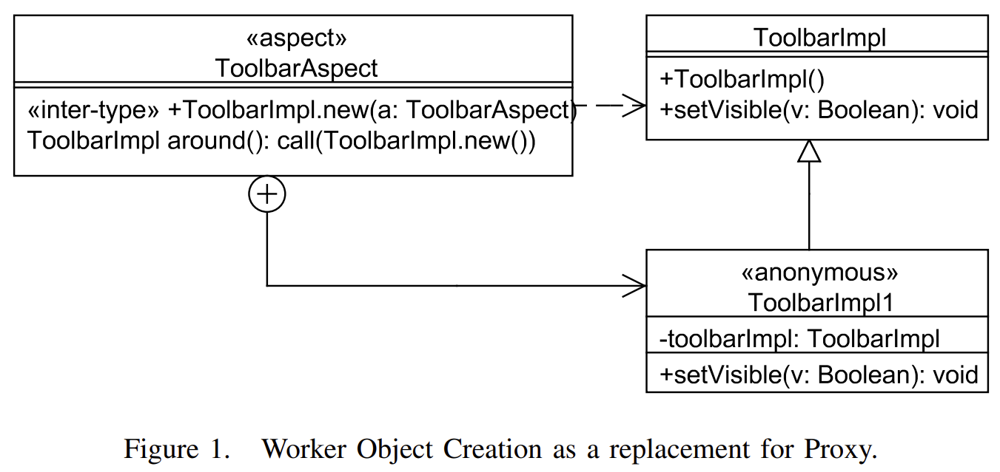 «aspect»
ToolbarAspect
«inter-type» +ToolbarImpl.new(a: ToolbarAspect)
ToolbarImpl around(): call(ToolbarImpl.new())
ToolbarImpl
+ToolbarImpl()
+setVisible(v: Boolean): void
«anonymous»
ToolbarImpl1
-toolbarImpl: ToolbarImpl
+setVisible(v: Boolean): void
Figure 1. Worker Object Creation as a replacement for Proxy.